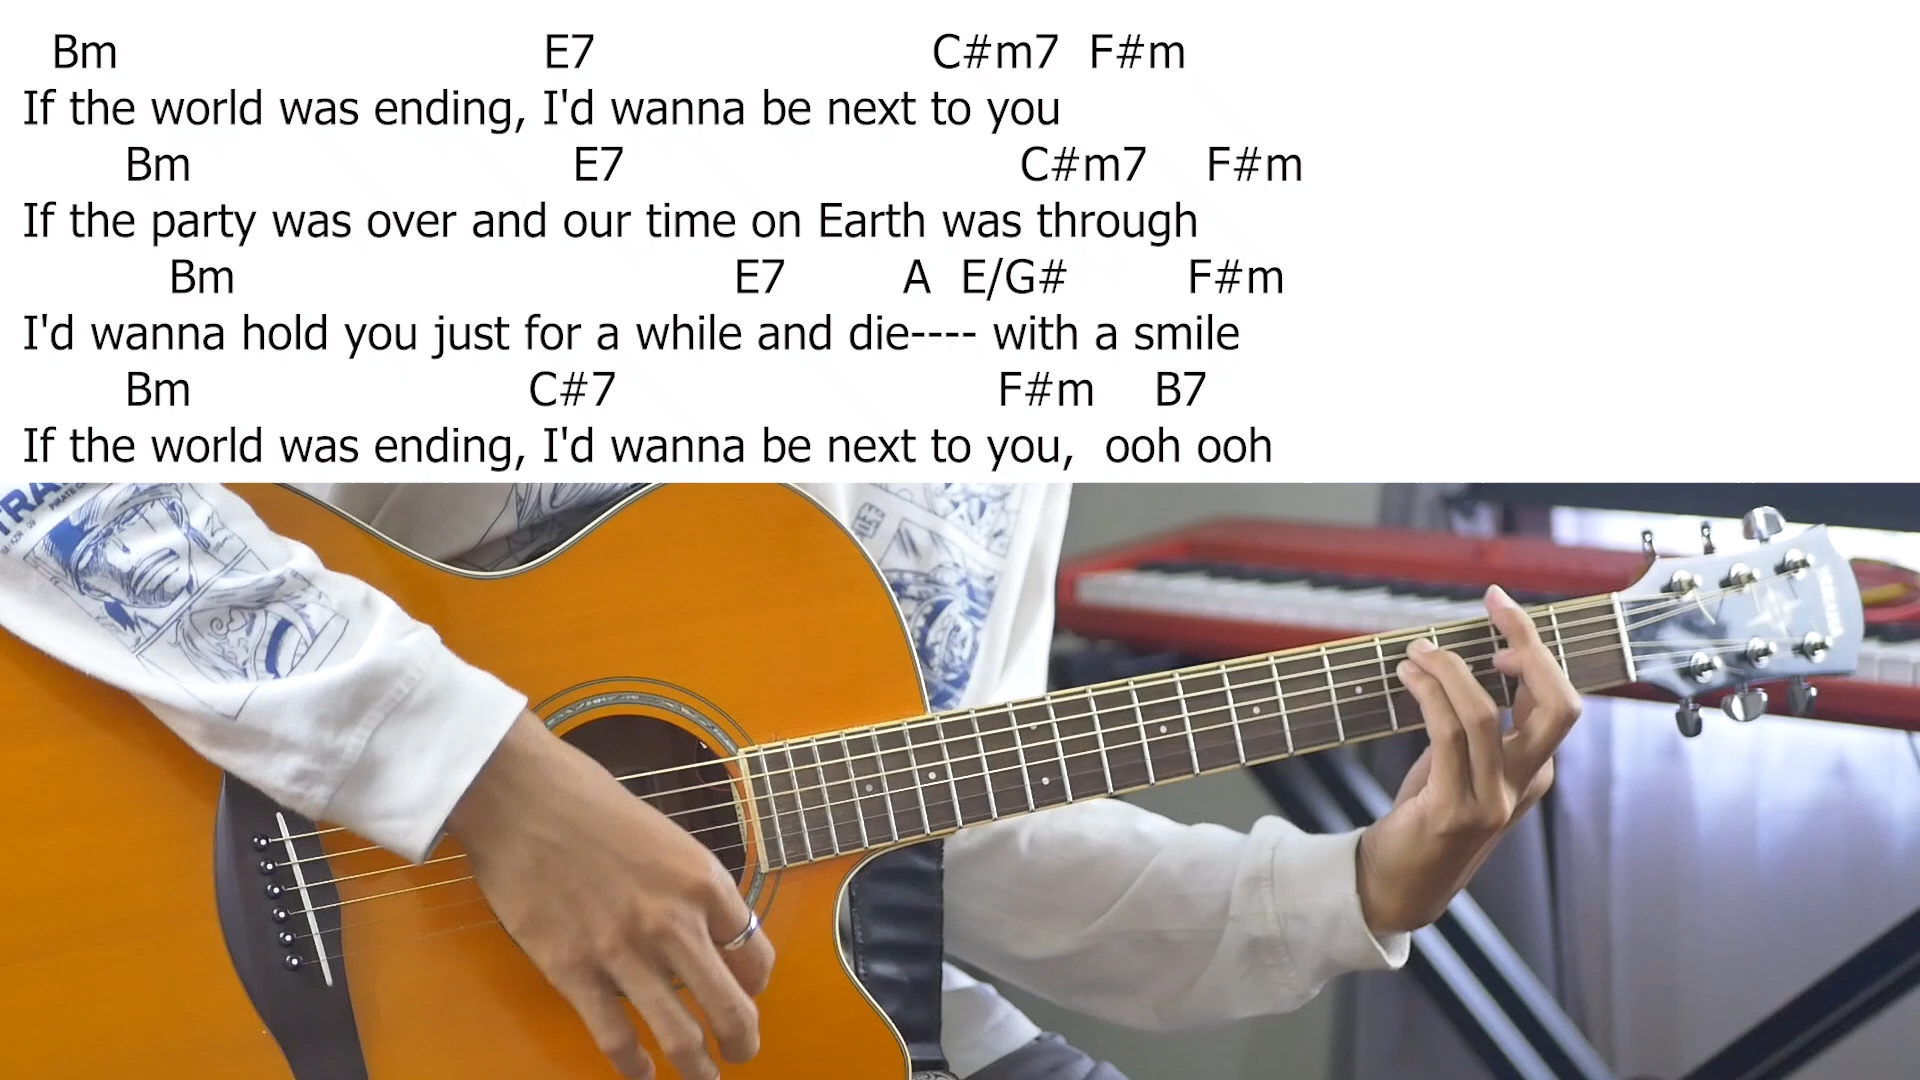 Bm E7 C#m7 F#m
If the world was ending, I'd wanna be next to you
Bm E7 C#m7 F#m
If the party was over and our time on Earth was through
Bm E7 A E/G# F#m
I'd wanna hold you just for a while and die---- with a smile
Bm C#7 F#m B7
If the world was ending, I'd wanna be next to you, ooh ooh